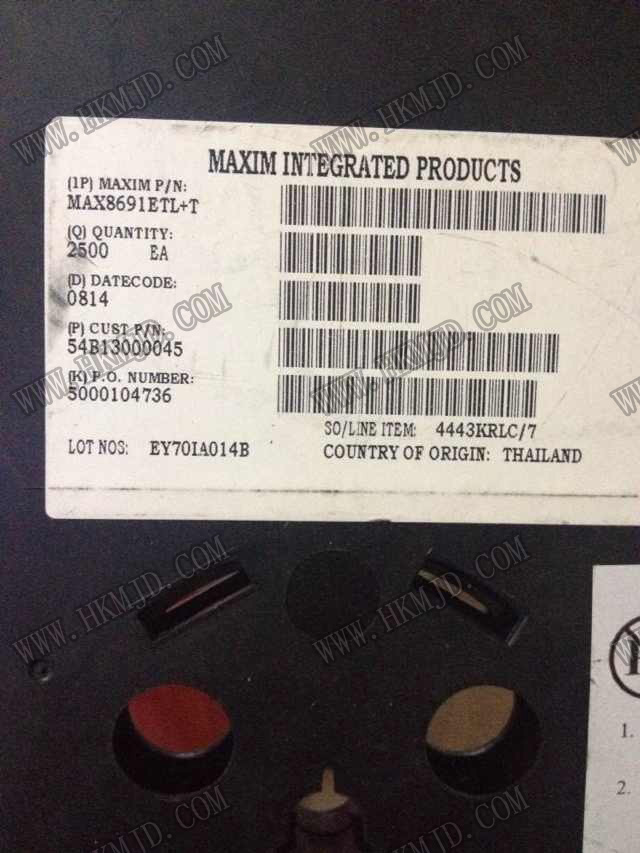 WWW.HKMJD.COM
WWW.HKMJD.COM
MAXIM INTEGRATED PRODUCTS
(1P) MAXIM P/N:
MAX8691ETL+T
(Q) QUANTITY:
2500 EA
(D) DATECODE:
0814
(P) CUST P/N:
54B13000045
(K) P.O. NUMBER:
5000104736
SO/LINE ITEM: 4443KRLC/7
LOT NOS: EY70IA014B
COUNTRY OF ORIGIN: THAILAND
WWW.HKMJD.COM
WWW.HKMJD.COM
WWW.HKMJD.COM
WWW.HKMJD.COM
1.
2.
WWW.HKMJD.COM
WWW.HKMJD.COM